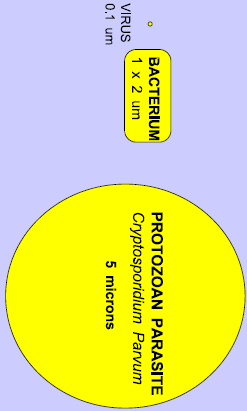 VIRUS
0.1 um
BACTERIUM
1 x 2 um
PROTOZOAN PARASITE
Cryptosporidium Parvum
5 microns